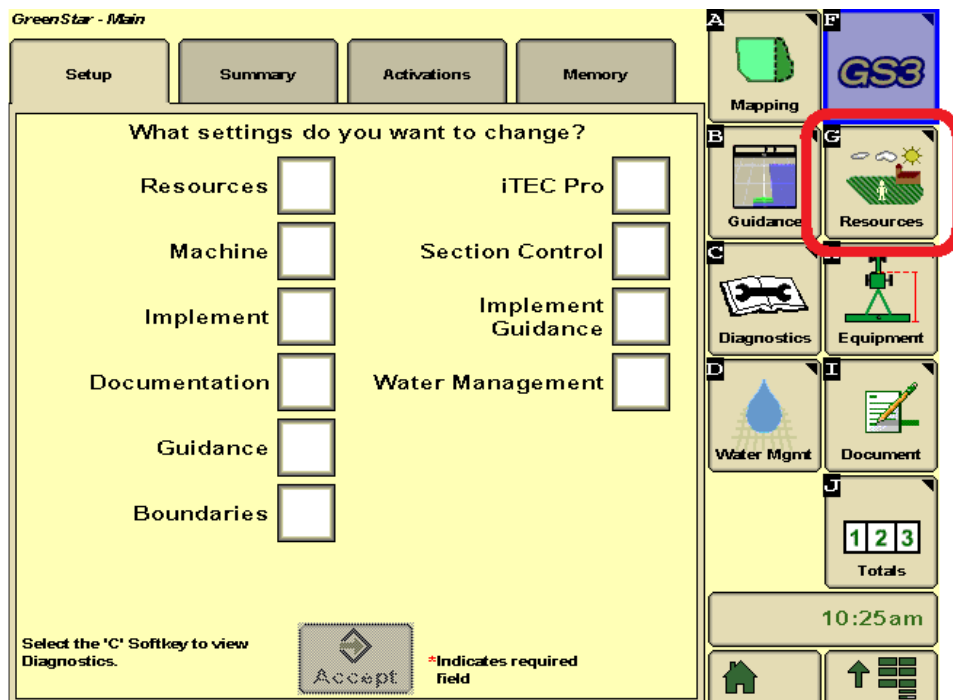 GreenStar - Main
Setup
Summary
Activations
Memory
What settings do you want to change?
Resources
iTEC Pro
Machine
Section Control
Implement
Implement
Guidance
Documentation
Water Management
Guidance
Boundaries
Select the 'C' Softkey to view
Diagnostics.
Accept
*Indicates required
field
A
Mapping
F
GS3
B
Guidance
G
Resources
C
Diagnostics
Equipment
D
Water Mgmt
I
Document
J
1 2 3
Totals
10:25am